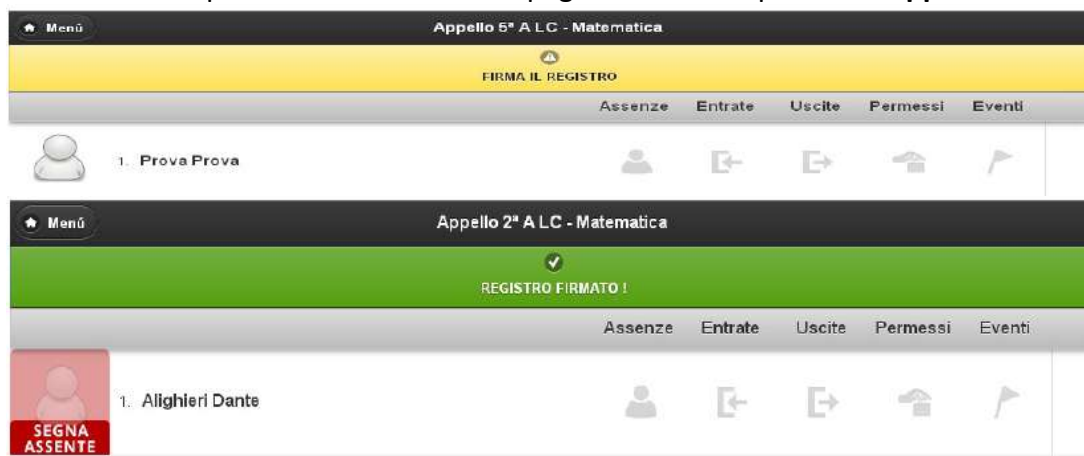 Menù Appello 5ª A LC - Matematica
FIRMA IL REGISTRO
Assenze Entrate Uscite Permessi Eventi
1. Prova Prova
Menù Appello 2ª A LC - Matematica
REGISTRO FIRMATO !
Assenze Entrate Uscite Permessi Eventi
1. Alighieri Dante
SEGNA
ASSENTE